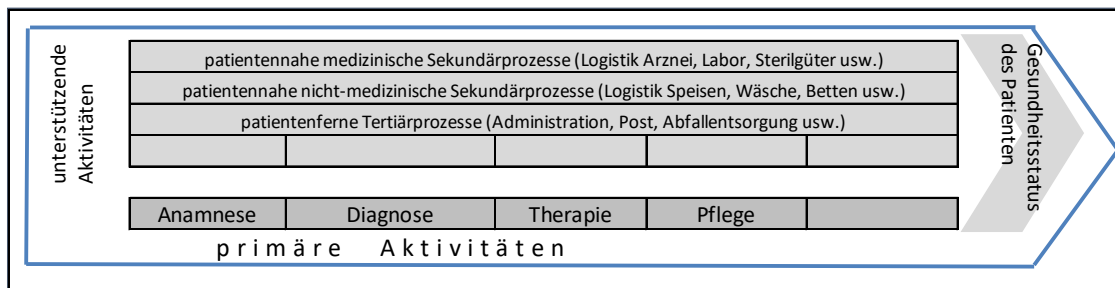 unterstützende
Aktivitäten
patientennahe medizinische Sekundärprozesse (Logistik Arznei, Labor, Sterilgüter usw.)
patientennahe nicht-medizinische Sekundärprozesse (Logistik Speisen, Wäsche, Betten usw.)
patientenferne Tertiärprozesse (Administration, Post, Abfallentsorgung usw.)
Anamnese Diagnose Therapie Pflege
primäre Aktivitäten
Gesundheitsstatus
des Patienten